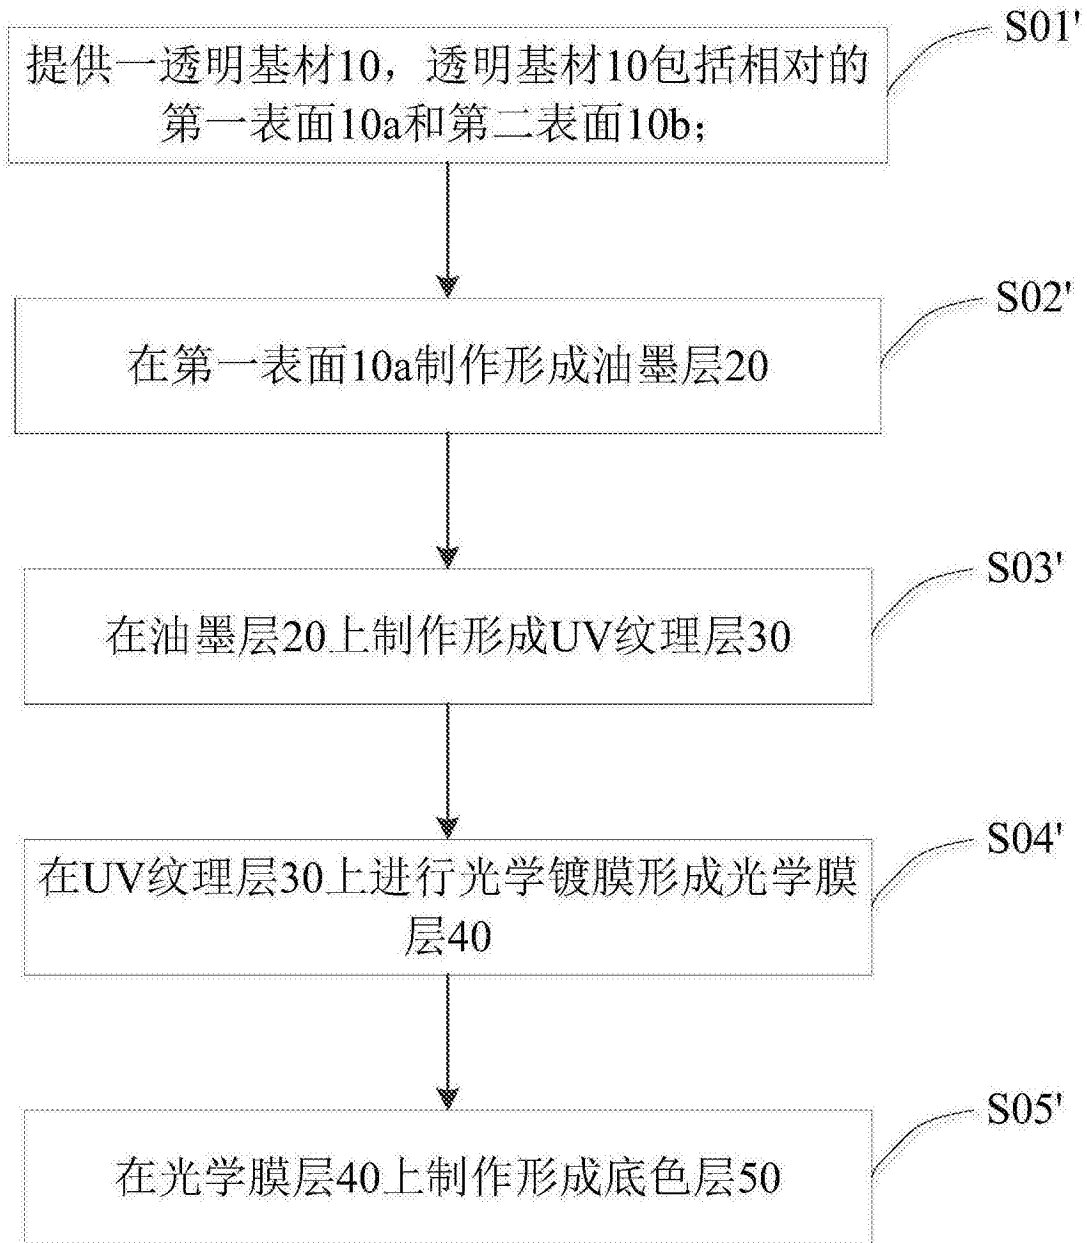 S01'
提供一透明基材10，透明基材10包括相对的
第一表面10a和第二表面10b；
S02'
在第一表面10a制作形成油墨层20
S03'
在油墨层20上制作形成UV纹理层30
S04'
在UV纹理层30上进行光学镀膜形成光学膜
层40
S05'
在光学膜层40上制作形成底色层50